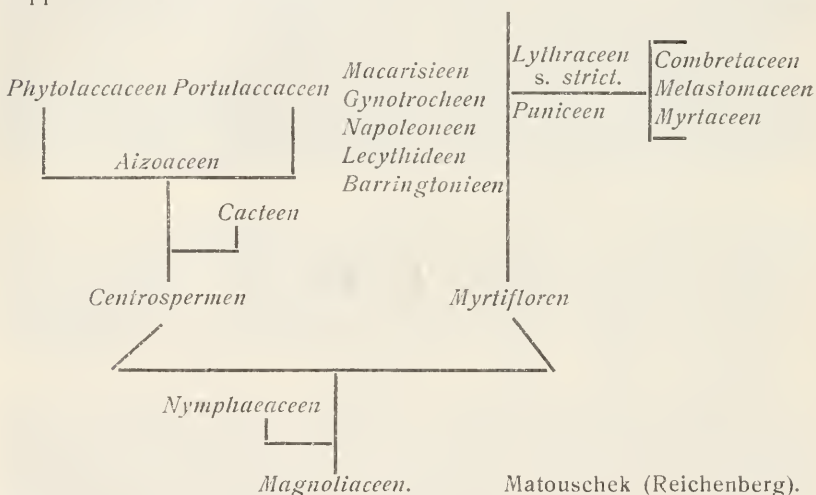 Lythraceen
s. strict.
Combretaceen
Macarisieen
Melastomaceen
Phytolaccaceen Portulaccaceen
Gynotrocheen
Puniceen
Myrtaceen
Napoleoneen
Aizoaceen
Lecythideen
Barringtonieen
Cacteen
Centrospermen
Myrtifloren
Nymphaeaceen
Magnoliaceen.
Matouschek (Reichenberg).